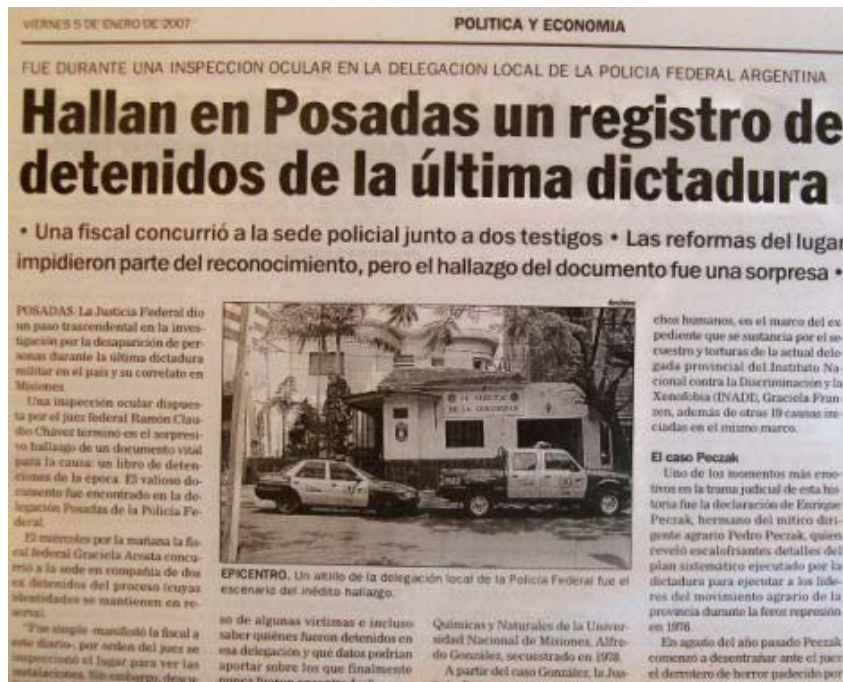 VIERNES 5 DE ENERO DE 2007
POLITICA Y ECONOMIA
FUE DURANTE UNA INSPECCION OCULAR EN LA DELEGACION LOCAL DE LA POLICIA FEDERAL ARGENTINA
Hallan en Posadas un registro de
detenidos de la última dictadura
• Una fiscal concurrió a la sede policial junto a dos testigos • Las reformas del lugar
impidieron parte del reconocimiento, pero el hallazgo del documento fue una sorpresa •
POSADAS. La Justicia Federal dio
un paso trascendental en la inves-
tigación por la desaparición de per-
sonas durante la última dictadura
militar en el país y su correlato en
Misiones.
Una inspección ocular dispues-
ta por el juez federal Ramón Clau-
dio Chávez terminó en el sorpresi-
vo hallazgo de un documento vital
para la causa: un libro de deten-
ciones de la época. El valioso do-
cumento fue encontrado en la de-
legación Posadas de la Policía Fe-
deral.
El miércoles por la mañana la fis-
cal federal Graciela Acosta concu-
rrió a la sede en compañía de dos
ex detenidos del proceso (cuyas
identidades se mantienen en re-
serva).
"Fue simple -manifestó la fiscal a
este diario-, por orden del juez se
inspeccionó el lugar para ver las
instalaciones. Sin embargo, descu-
Archivo
AL SERVICIO
DE LA COMUNIDAD
EPICENTRO. Un altillo de la delegación local de la Policía Federal fue el
escenario del inédito hallazgo.
so de algunas víctimas e incluso
saber quiénes fueron detenidos en
esa delegación y qué datos podrían
aportar sobre los que finalmente
nunca fueron
Químicas y Naturales de la Univer-
sidad Nacional de Misiones, Alfre-
do González, secuestrado en 1978.
A partir del caso González, la Jus-
chos humanos, en el marco del ex-
pediente que se sustancia por el se-
cuestro y torturas de la actual dele-
gada provincial del Instituto Na-
cional contra la Discriminación y la
Xenofobia (INADI), Graciela Fran-
zen, además de otras 19 causas ini-
ciadas en el mismo marco.
El caso Peczak
Uno de los momentos más emo-
tivos en la trama judicial de esta his-
toria fue la declaración de Enrique
Peczak, hermano del mítico diri-
gente agrario Pedro Peczak, quien
reveló escalofriantes detalles del
plan sistemático ejecutado por la
dictadura para ejecutar a los líde-
res del movimiento agrario de la
provincia durante la feroz represión
en 1976.
En agosto del año pasado Peczak
comenzó a desentrañar ante el juez
el derrotero de horror padecido por